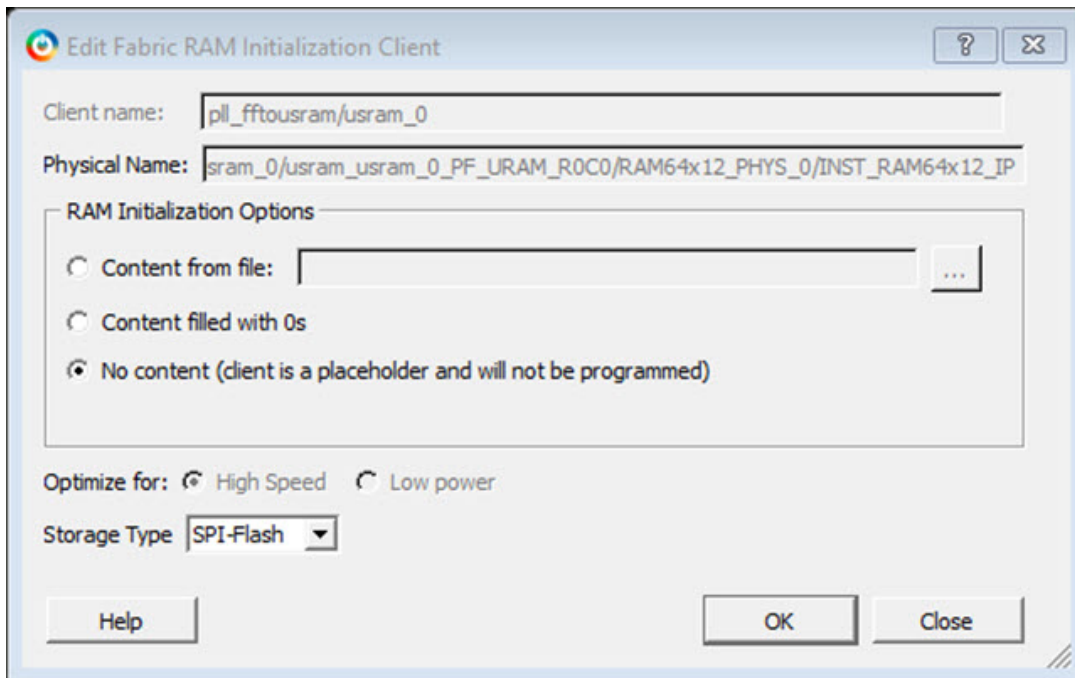 Edit Fabric RAM Initialization Client
Client name: pll_fftousram/usram_0
Physical Name: sram_0/usram_usram_0_PF_URAM_R0C0/RAM64x12_PHYS_0/INST_RAM64x12_IP
RAM Initialization Options
Content from file: ...
Content filled with 0s
No content (client is a placeholder and will not be programmed)
Optimize for: High Speed Low power
Storage Type SPI-Flash
Help OK Close